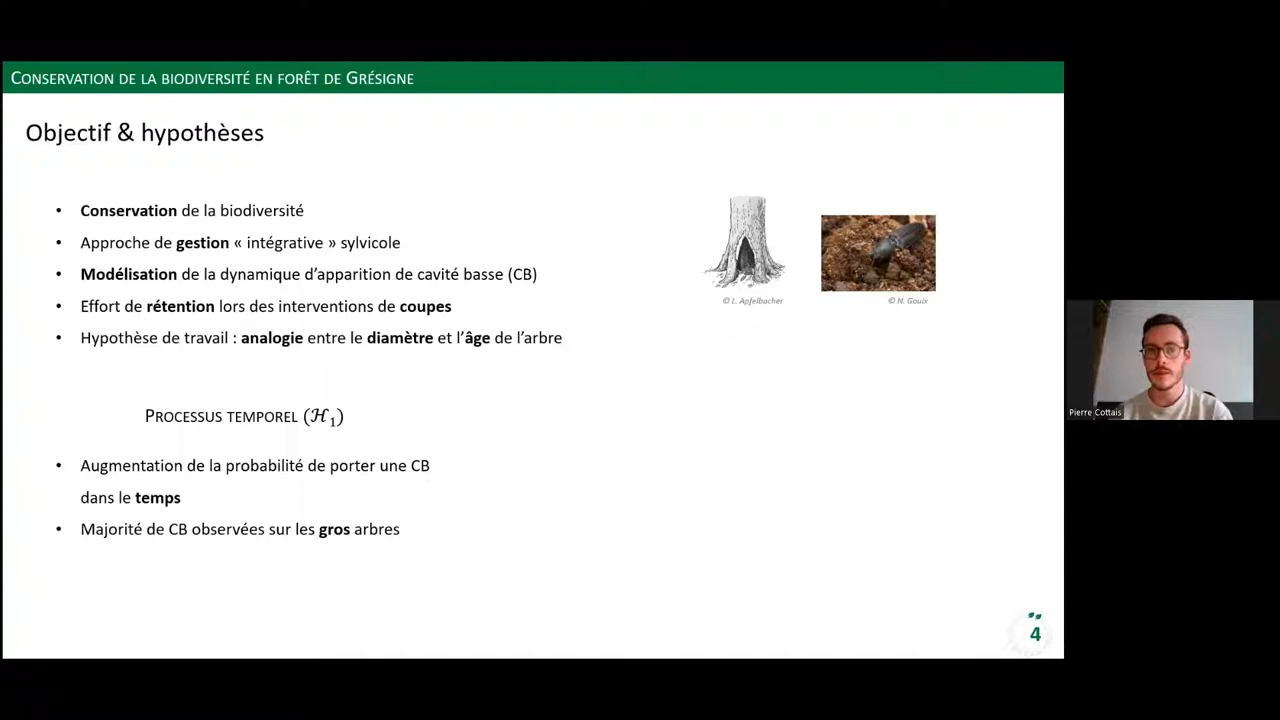 CONSERVATION DE LA BIODIVERSITÉ EN FORÊT DE GRÉSIGNE
Objectif & hypothèses
• Conservation de la biodiversité
• Approche de gestion « intégrative » sylvicole
• Modélisation de la dynamique d’apparition de cavité basse (CB)
• Effort de rétention lors des interventions de coupes
• Hypothèse de travail : analogie entre le diamètre et l’âge de l’arbre
© L. Apfelbacher
© N. Gouix
Pierre Cottais
PROCESSUS TEMPOREL (ℋ₁)
• Augmentation de la probabilité de porter une CB
dans le temps
• Majorité de CB observées sur les gros arbres
4